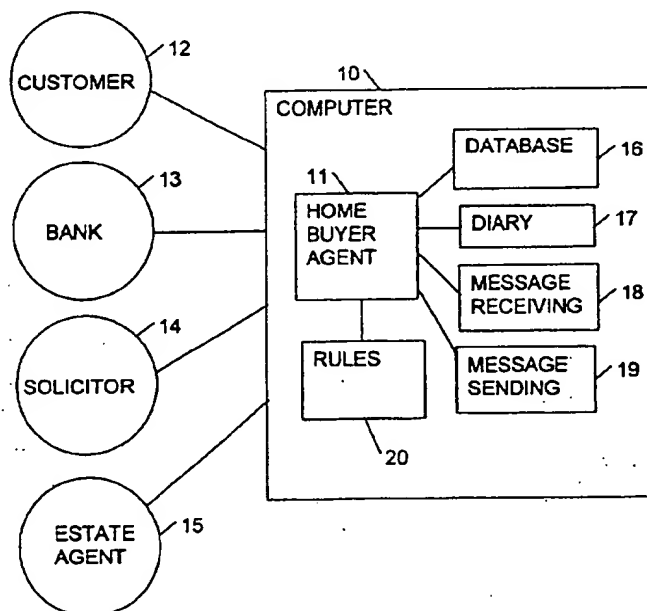 12
CUSTOMER
13
BANK
14
SOLICITOR
15
ESTATE
AGENT
10
COMPUTER
11
HOME
BUYER
AGENT
DATABASE
16
DIARY
17
MESSAGE
RECEIVING
18
MESSAGE
SENDING
19
RULES
20